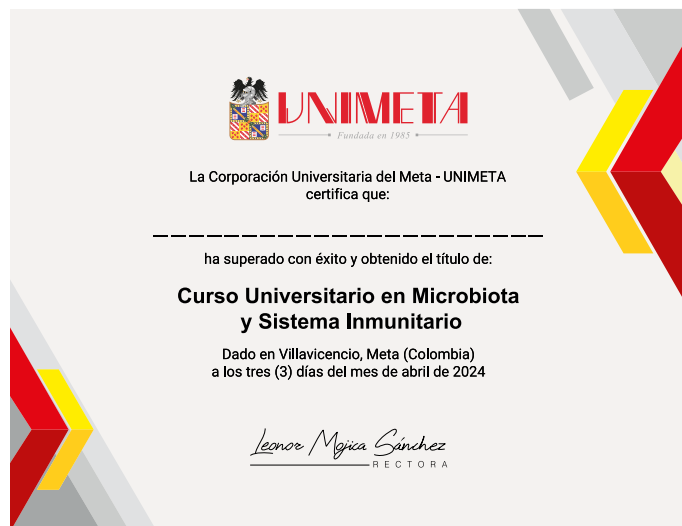 UNIMETA
Fundada en 1985
La Corporación Universitaria del Meta - UNIMETA
certifica que:
ha superado con éxito y obtenido el título de:
Curso Universitario en Microbiota
y Sistema Inmunitario
Dado en Villavicencio, Meta (Colombia)
a los tres (3) días del mes de abril de 2024
Leonor Mojica Sánchez
RECTORA